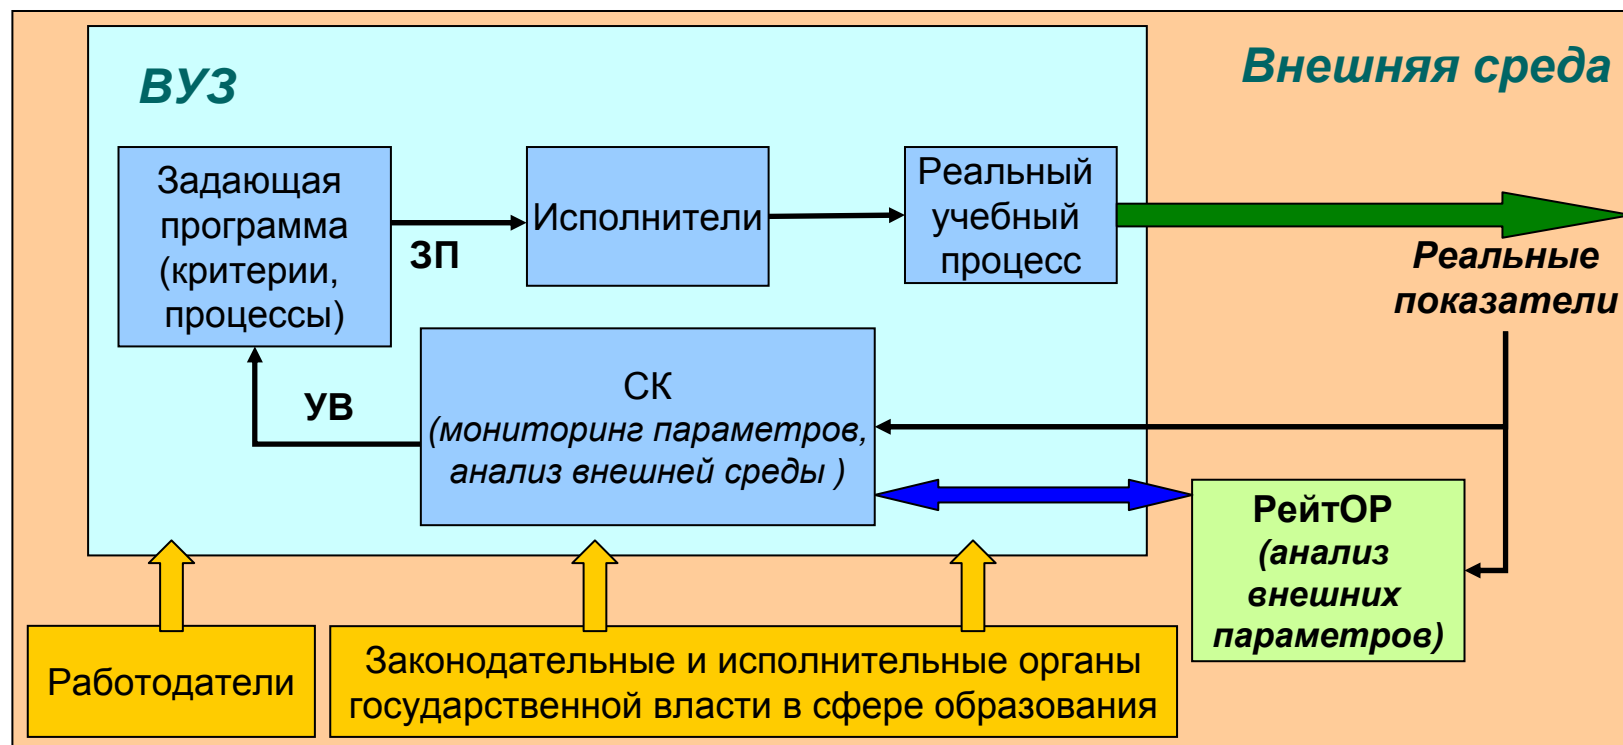 ВУЗ
Внешняя среда
Задающая
программа
(критерии,
процессы)
ЗП
Исполнители
Реальный
учебный
процесс
Реальные
показатели
УВ
СК
(мониторинг параметров,
анализ внешней среды )
РейтОР
(анализ
внешних
параметров)
Работодатели
Законодательные и исполнительные органы
государственной власти в сфере образования